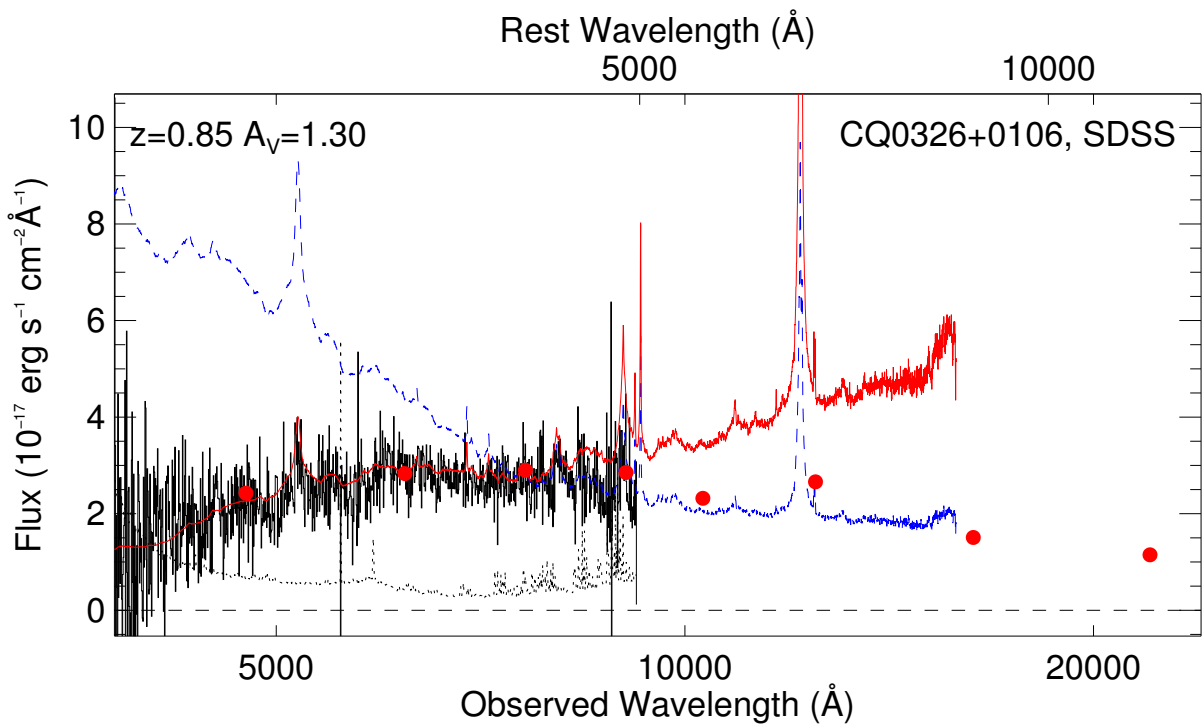 Rest Wavelength (Å)
5000 10000
z=0.85 A_V=1.30 CQ0326+0106, SDSS
10
8
6
4
2
0
Flux (10⁻¹⁷ erg s⁻¹ cm⁻² Å⁻¹)
5000 10000 20000
Observed Wavelength (Å)